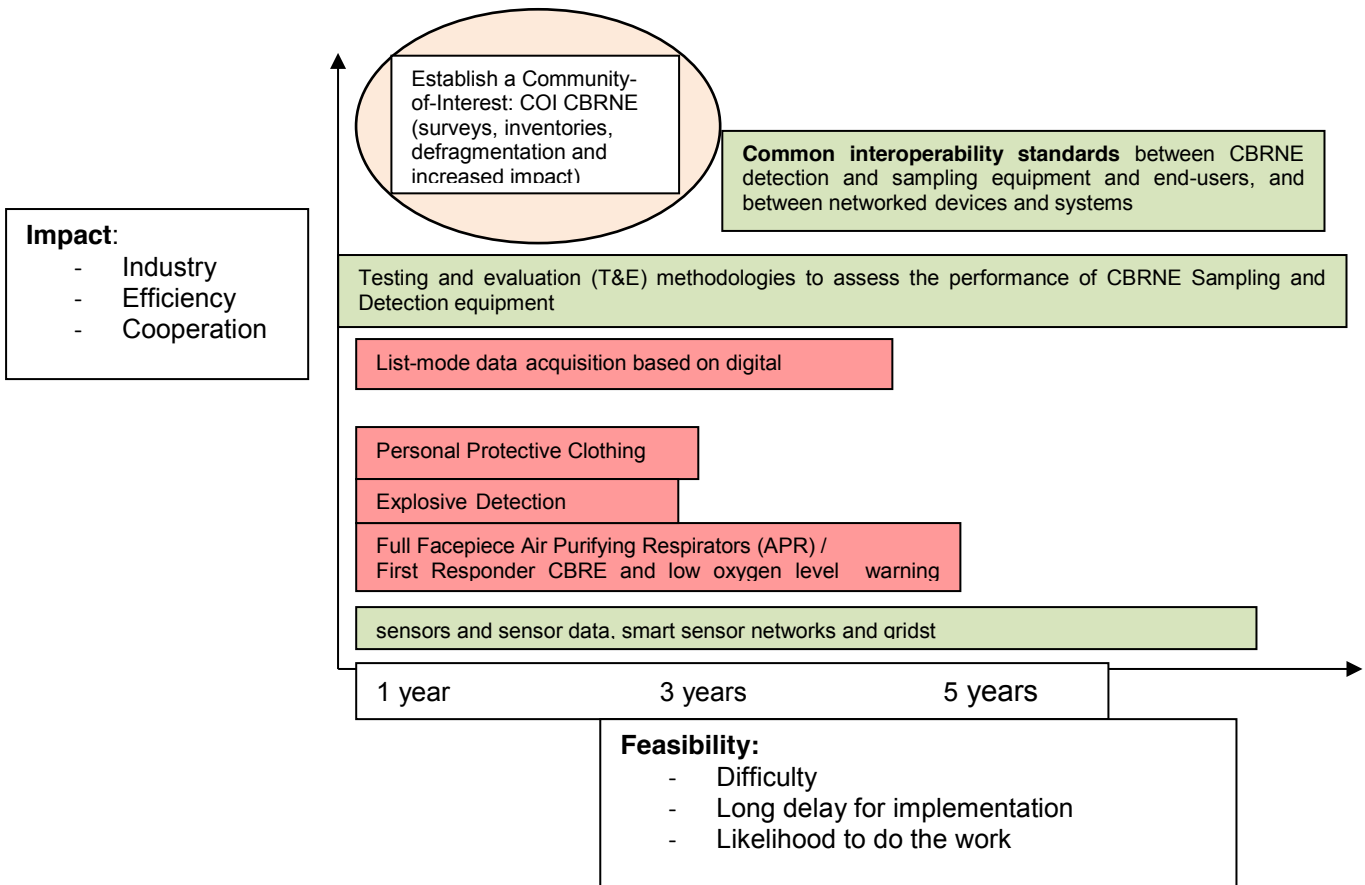 Establish a Community-
of-Interest: COI CBRNE
(surveys, inventories,
defragmentation and
increased impact)
Common interoperability standards between CBRNE
detection and sampling equipment and end-users, and
between networked devices and systems
Impact:
- Industry
- Efficiency
- Cooperation
Testing and evaluation (T&E) methodologies to assess the performance of CBRNE Sampling and
Detection equipment
List-mode data acquisition based on digital
Personal Protective Clothing
Explosive Detection
Full Facepiece Air Purifying Respirators (APR) /
First Responder CBRE and low oxygen level warning
sensors and sensor data, smart sensor networks and gridst
1 year 3 years 5 years
Feasibility:
- Difficulty
- Long delay for implementation
- Likelihood to do the work